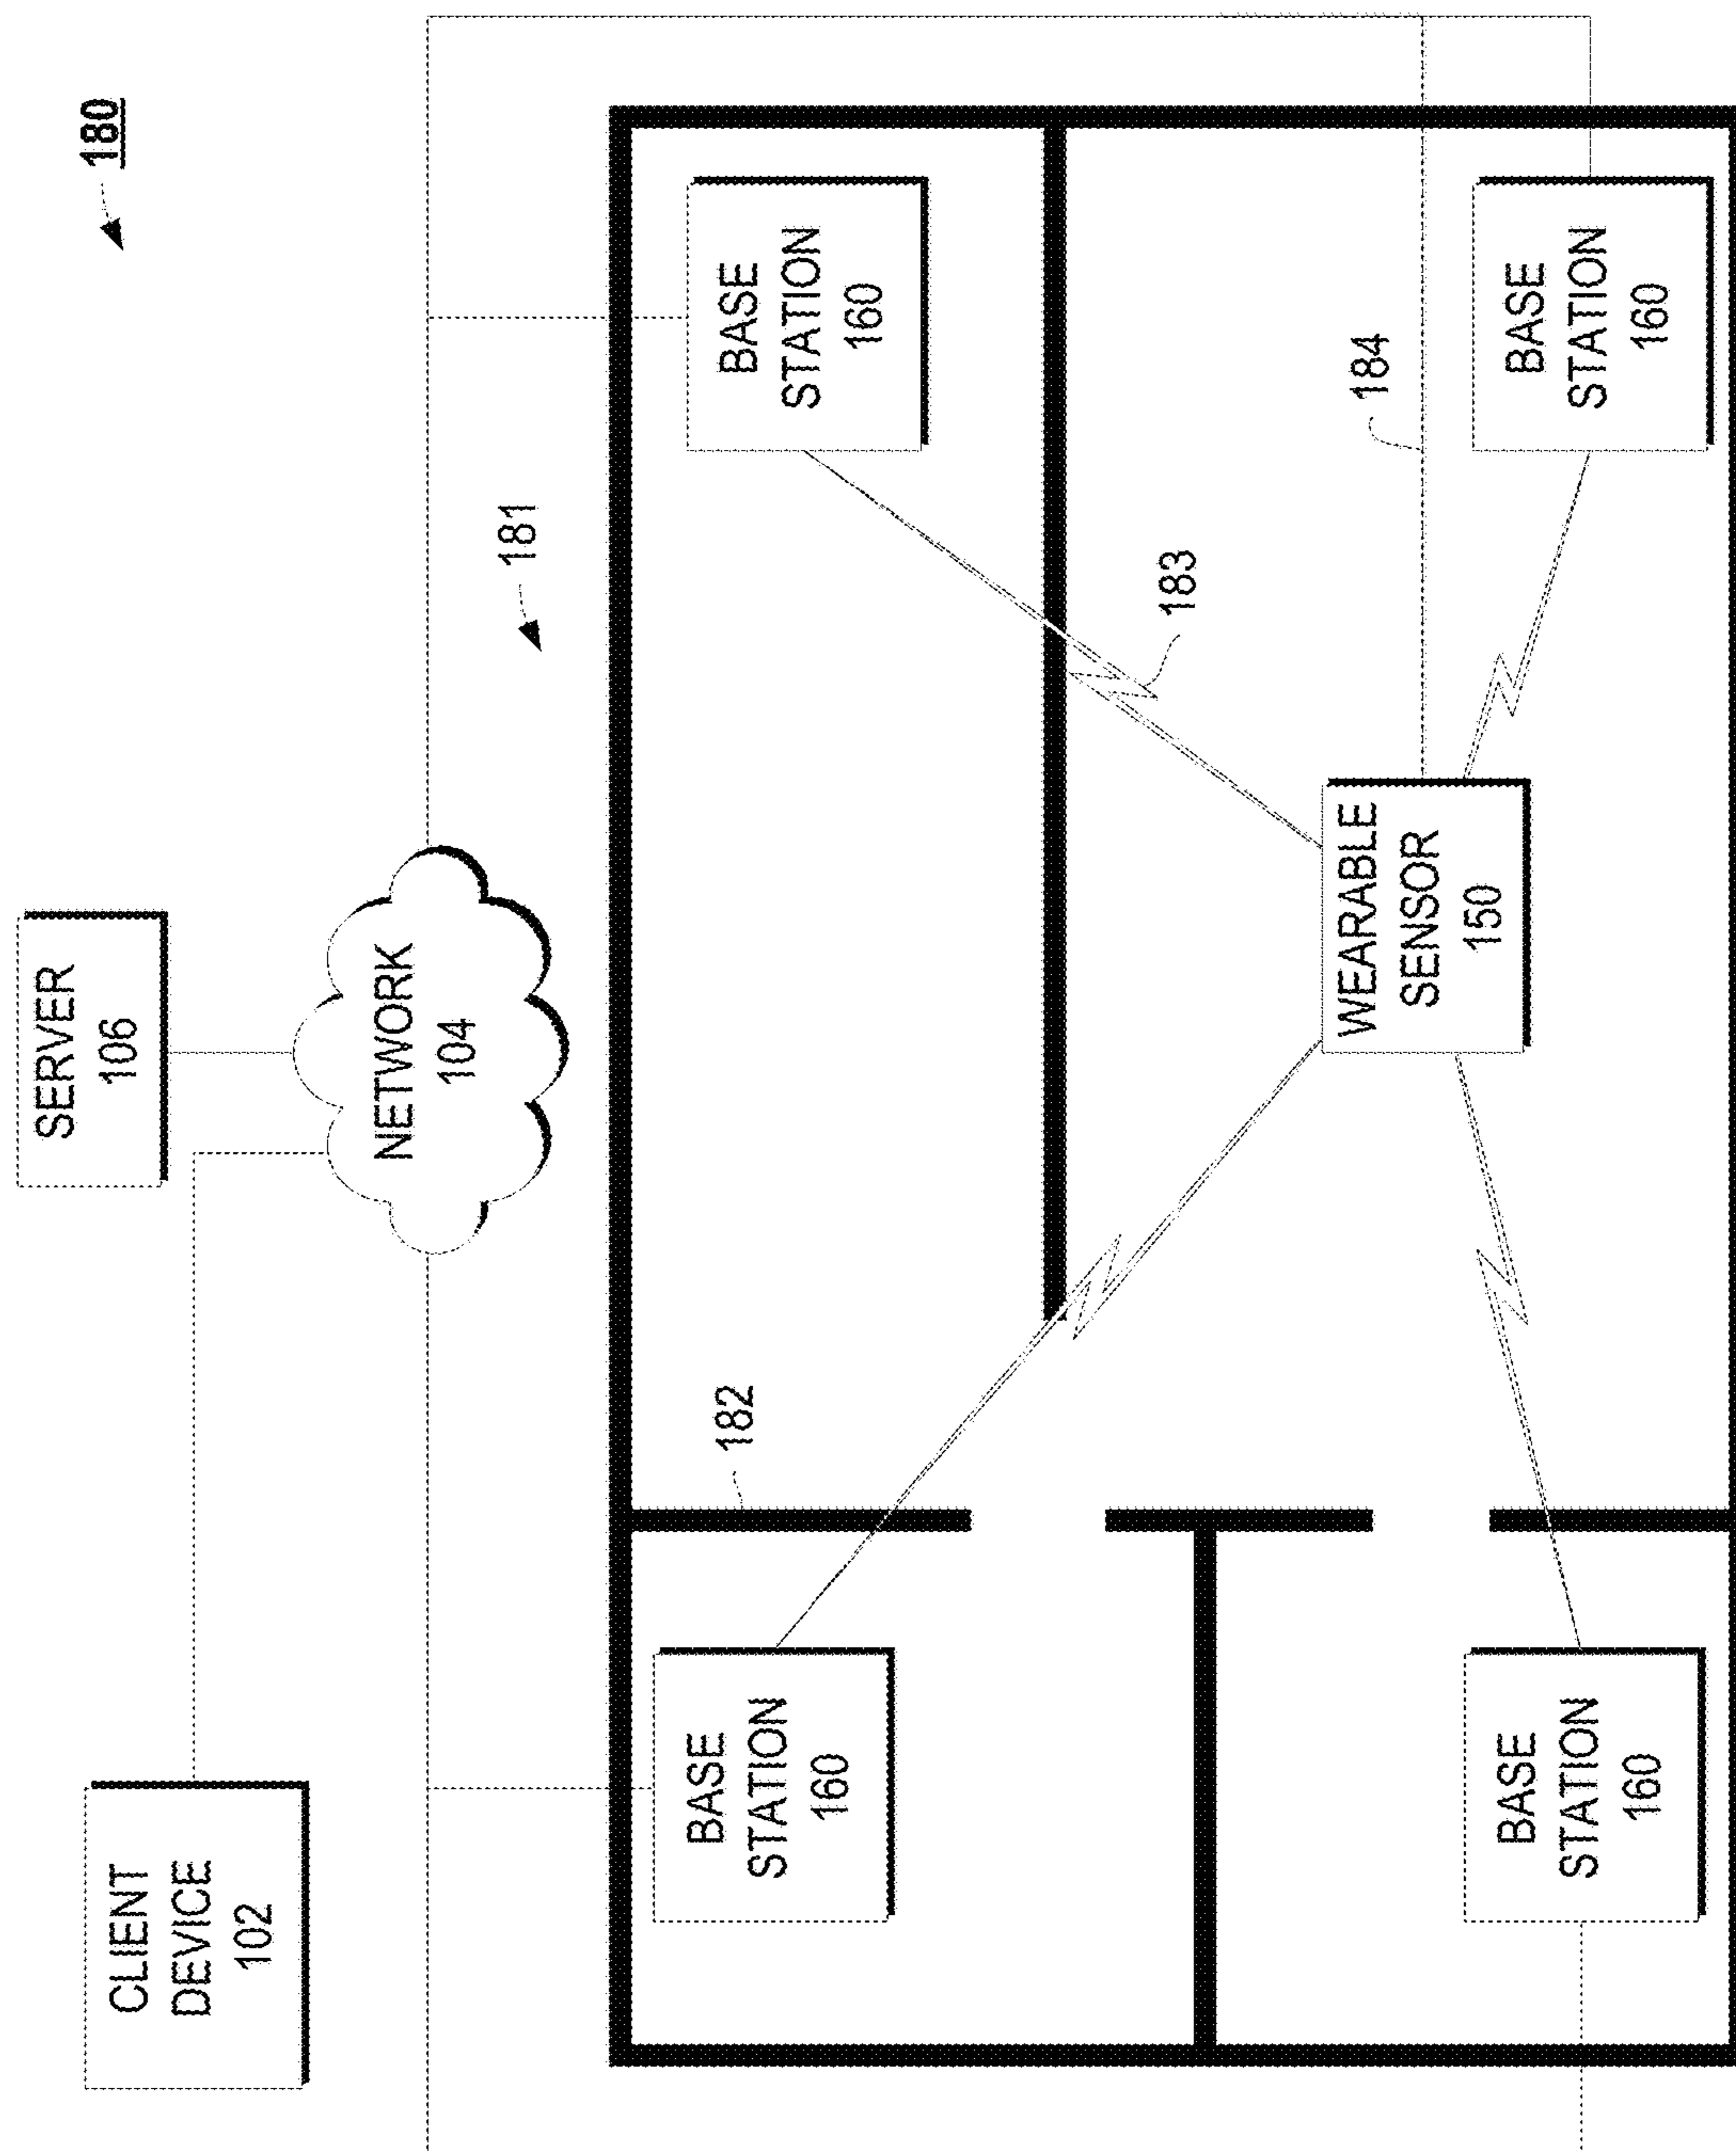 180
SERVER
106
CLIENT
DEVICE
102
NETWORK
104
181
182
BASE
STATION
160
BASE
STATION
160
183
184
WEARABLE
SENSOR
150
BASE
STATION
160
BASE
STATION
160